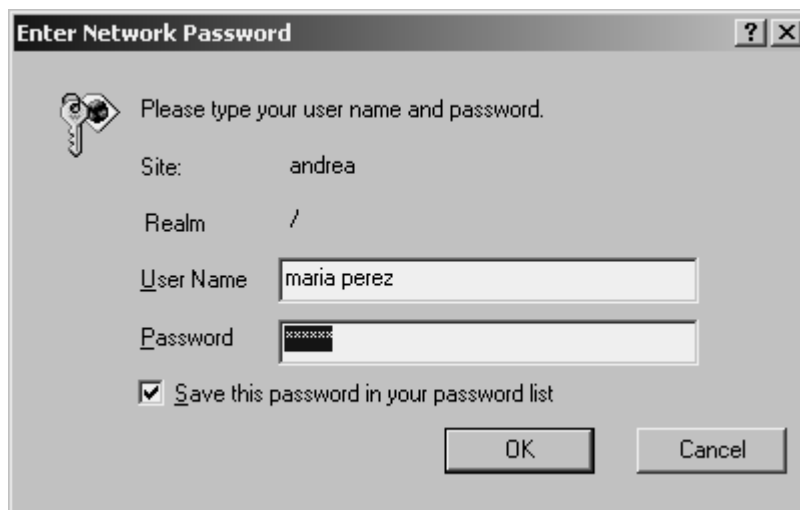 Enter Network Password
Please type your user name and password.
Site: andrea
Realm /
User Name maria perez
Password ******
Save this password in your password list
OK Cancel